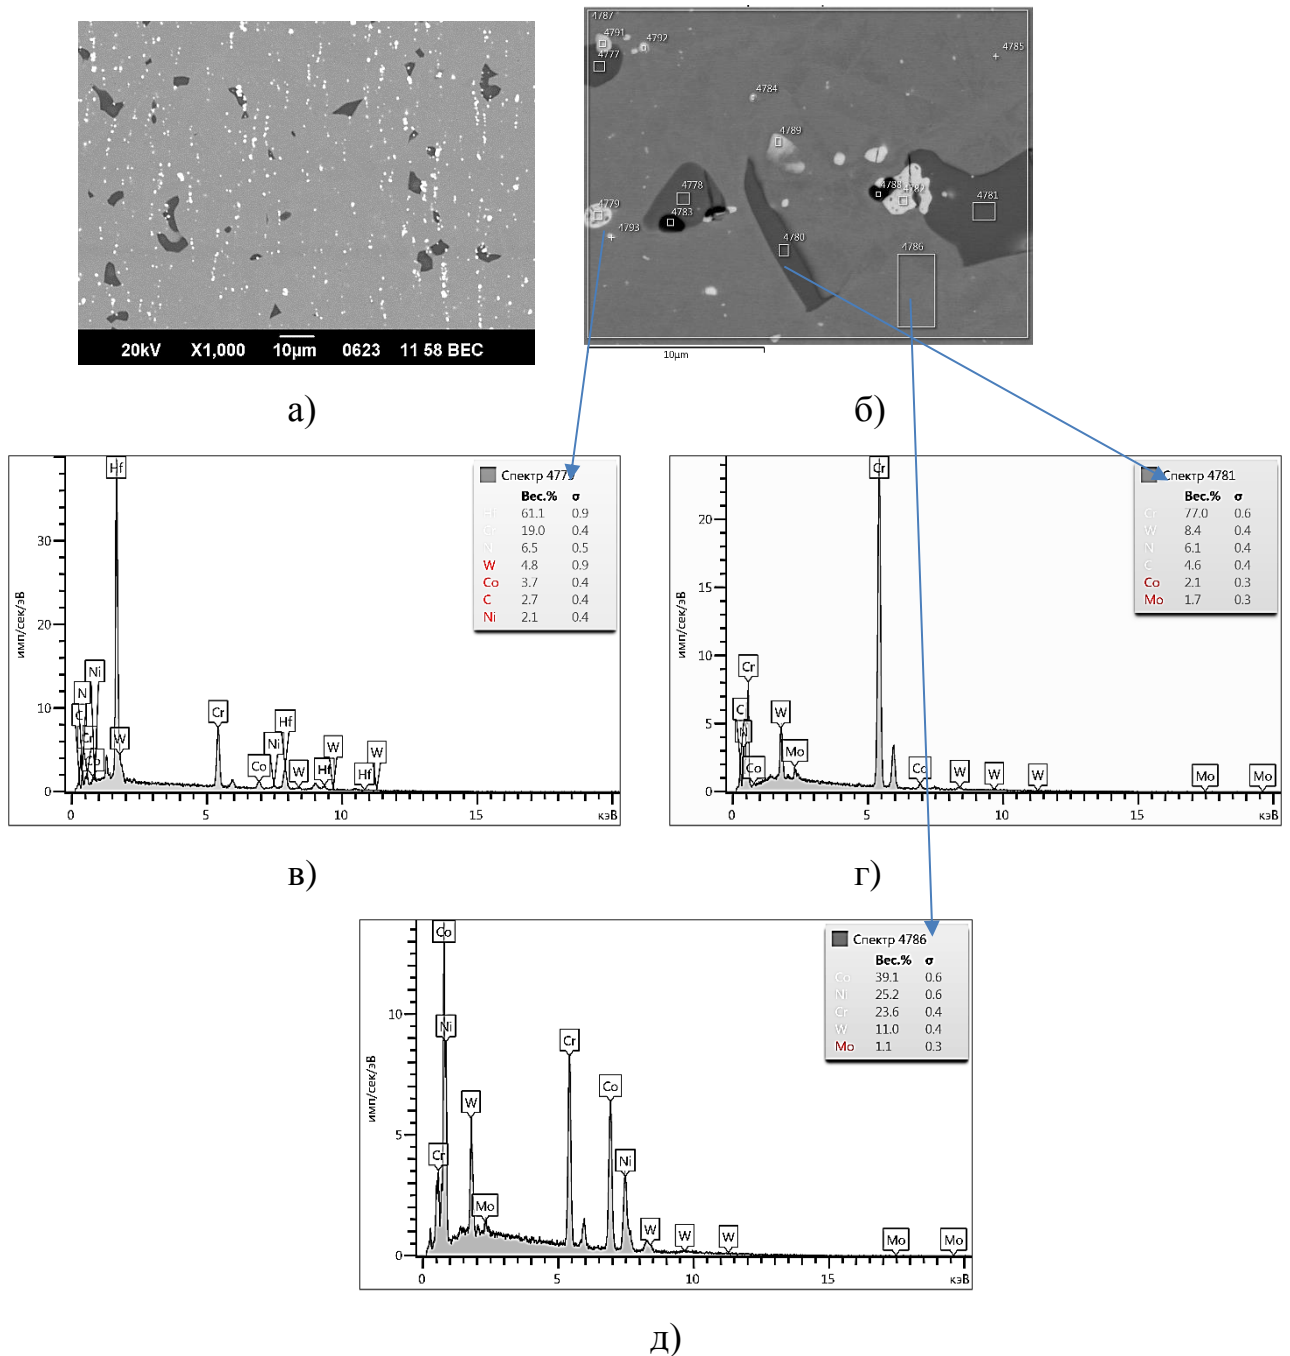 20kV X1,000 10µm 0623 11 58 BEC
4787
4791
4792
4777
4785
4784
4789
4778
4788
4781
4779
4783
4793
4780
4786
10µm
а)
б)
Hf
Ni
N
C
Cr
Co
W
Cr
Co
Ni
Hf
W
Hf
W
Hf
W
30
20
10
0
имп/сек/эВ
0 5 10 15 кэВ
Спектр 477
Вес.% σ
Hf 61.1 0.9
Cr 19.0 0.4
N 6.5 0.5
W 4.8 0.9
Co 3.7 0.4
C 2.7 0.4
Ni 2.1 0.4
Cr
Cr
C
N
Co
W
Mo
Co
W
W
W
Mo
Mo
20
15
10
5
0
имп/сек/эВ
0 5 10 15 кэВ
Спектр 4781
Вес.% σ
Cr 77.0 0.6
W 8.4 0.4
N 6.1 0.4
C 4.6 0.4
Co 2.1 0.3
Mo 1.7 0.3
в)
г)
Co
Ni
Cr
W
Mo
Cr
Co
Ni
W
W
W
Mo
Mo
10
5
0
имп/сек/эВ
0 5 10 15 кэВ
Спектр 4786
Вес.% σ
Co 39.1 0.6
Ni 25.2 0.6
Cr 23.6 0.4
W 11.0 0.4
Mo 1.1 0.3
д)